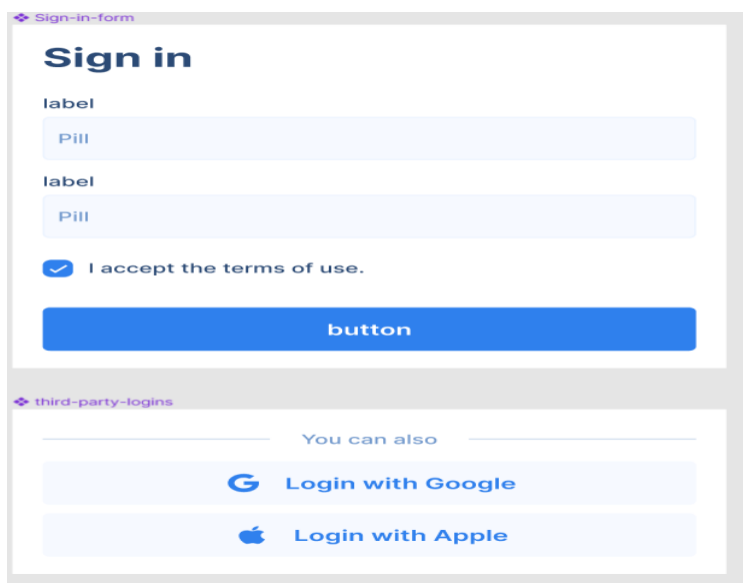 Sign-in-form
Sign in
label
Pill
label
Pill
I accept the terms of use.
button
third-party-logins
You can also
Login with Google
Login with Apple